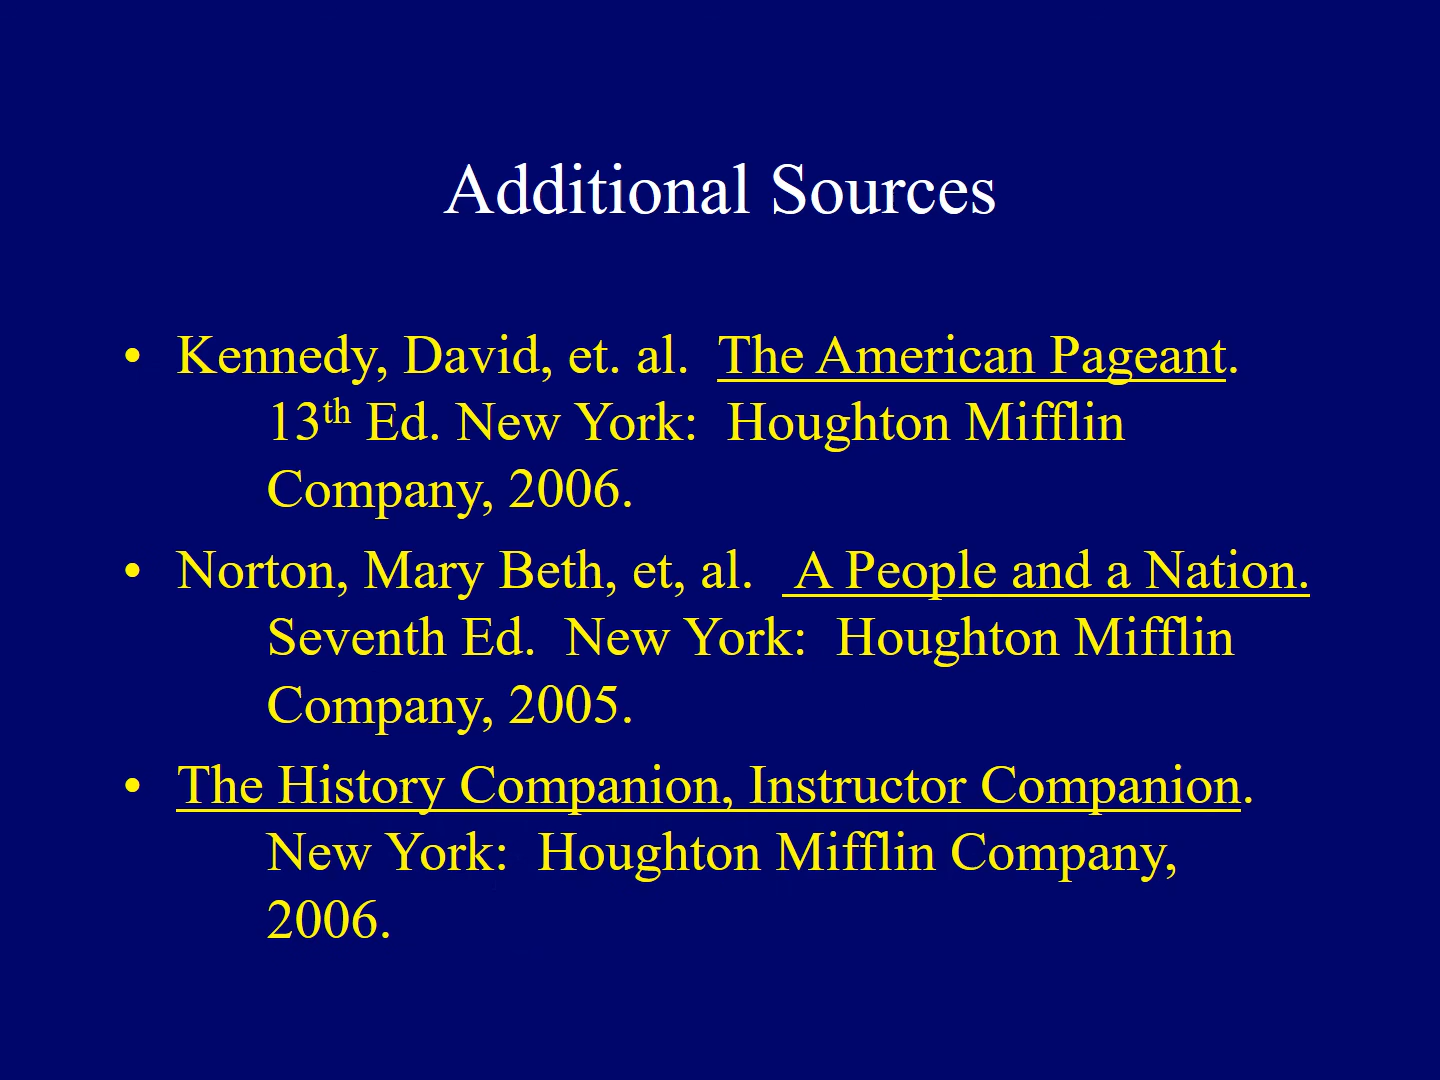 Additional Sources
• Kennedy, David, et. al.  The American Pageant.
13th Ed. New York:  Houghton Mifflin
Company, 2006.
• Norton, Mary Beth, et, al.  A People and a Nation.
Seventh Ed.  New York:  Houghton Mifflin
Company, 2005.
• The History Companion, Instructor Companion.
New York:  Houghton Mifflin Company,
2006.